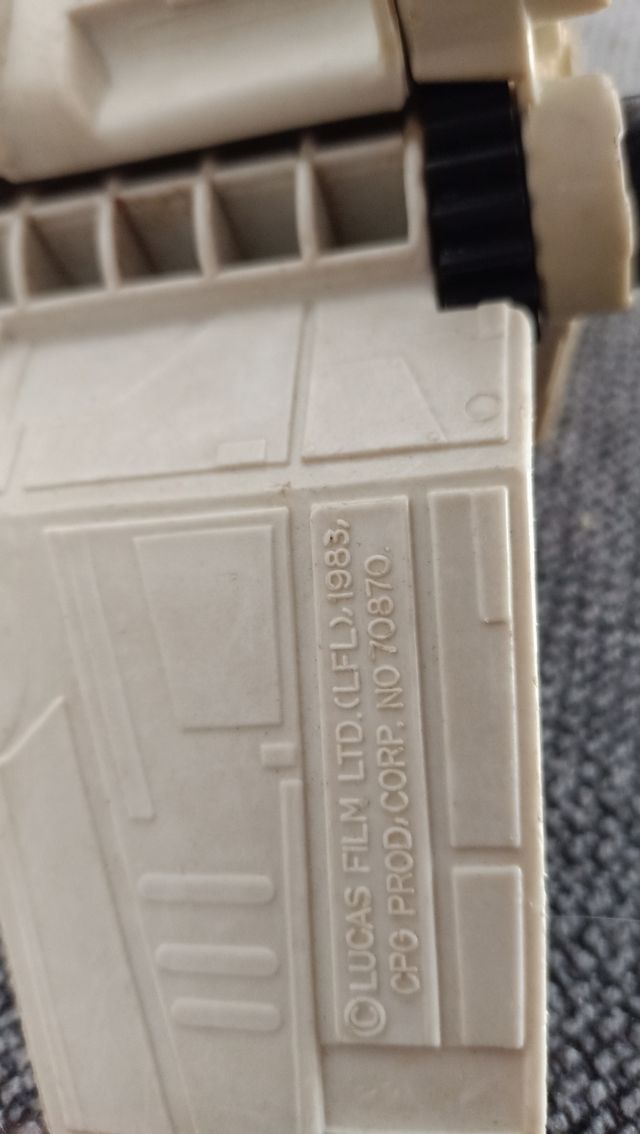 ©LUCAS FILM LTD.(LFL), 1983,
CPG PROD, CORP. NO 70870.